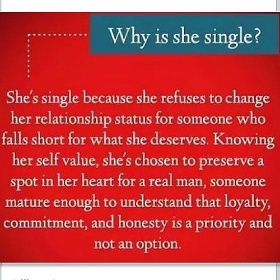 Why is she single?
She's single because she refuses to change
her relationship status for someone who
falls short for what she deserves. Knowing
her self value, she's chosen to preserve a
spot in her heart for a real man, someone
mature enough to understand that loyalty,
commitment, and honesty is a priority and
not an option.